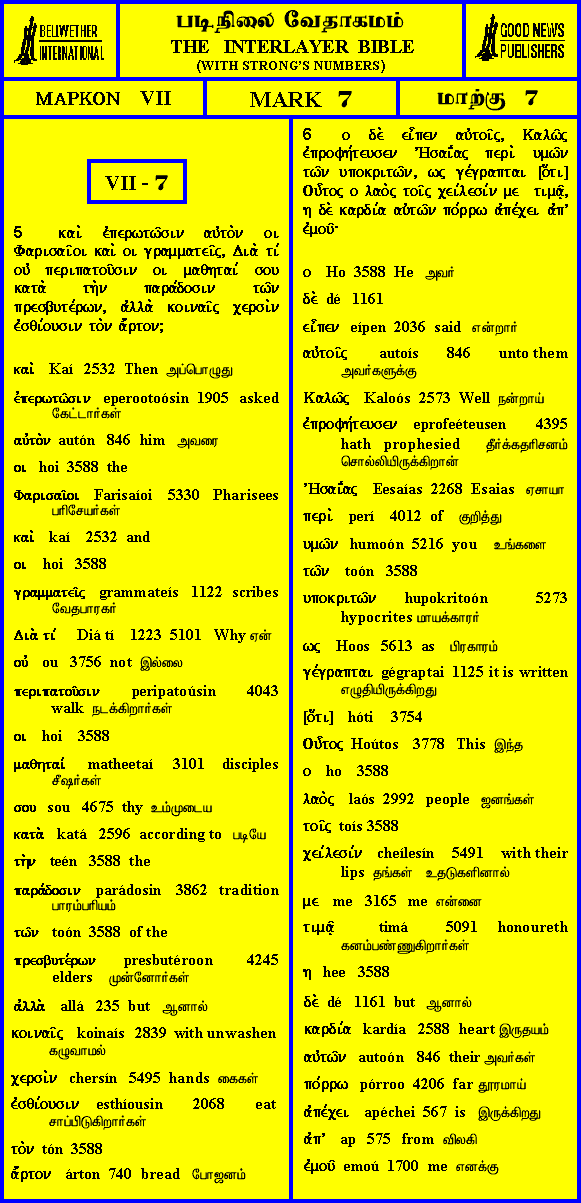 BELLWETHER
INTERNATIONAL
படிநிலை வேதாகமம்
THE INTERLAYER BIBLE
(WITH STRONG'S NUMBERS)
GOOD NEWS
PUBLISHERS
ΜΑΡΚΟΝ VII
MARK 7
மாற்கு 7
VII - 7
5 καὶ ἐπερωτῶσιν αὐτὸν οι
Φαρισαῖοι καὶ οι γραμματεῖς, Διὰ τί
οὐ περιπατοῦσιν οι μαθηταί σου
κατὰ τὴν παράδοσιν τῶν
πρεσβυτέρων, ἀλλὰ κοιναῖς χερσὶν
ἐσθίουσιν τὸν ἄρτον;
καὶ Kaí 2532 Then அப்பொழுது
ἐπερωτῶσιν eperootoósin 1905 asked
கேட்டார்கள்
αὐτὸν autón 846 him அவரை
οι hoi 3588 the
Φαρισαῖοι Farisaíoi 5330 Pharisees
பரிசேயர்கள்
καὶ kaí 2532 and
οι hoi 3588
γραμματεῖς grammateís 1122 scribes
வேதபாரகர்
Διὰ τί Diá tí 1223 5101 Why ஏன்
οὐ ou 3756 not இல்லை
περιπατοῦσιν peripatoúsin 4043
walk நடக்கிறார்கள்
οι hoi 3588
μαθηταί matheetaí 3101 disciples
சீஷர்கள்
σου sou 4675 thy உம்முடைய
κατὰ katá 2596 according to படியே
τὴν teén 3588 the
παράδοσιν parádosin 3862 tradition
பாரம்பரியம்
τῶν toón 3588 of the
πρεσβυτέρων presbutéroon 4245
elders முன்னோர்கள்
ἀλλὰ allá 235 but ஆனால்
κοιναῖς koinaís 2839 with unwashen
கழுவாமல்
χερσὶν chersín 5495 hands கைகள்
ἐσθίουσιν esthíousin 2068 eat
சாப்பிடுகிறார்கள்
τὸν tón 3588
ἄρτον árton 740 bread போஜனம்
6 ο δὲ εἶπεν αὐτοῖς, Καλῶς
ἐπροφήτευσεν Ἠσαΐας περὶ υμῶν
τῶν υποκριτῶν, ως γέγραπται [ὅτι]
Οὗτος ο λαὸς τοῖς χείλεσίν με τιμᾷ,
η δὲ καρδία αὐτῶν πόρρω ἀπέχει ἀπ'
ἐμοῦ·
ο Ho 3588 He அவர்
δὲ dé 1161
εἶπεν eípen 2036 said என்றார்
αὐτοῖς autoís 846 unto them
அவர்களுக்கு
Καλῶς Kaloós 2573 Well நன்றாய்
ἐπροφήτευσεν eprofeéteusen 4395
hath prophesied தீர்க்கதரிசனம்
சொல்லியிருக்கிறான்
Ἠσαΐας Eesaías 2268 Esaias ஏசாயா
περὶ perí 4012 of குறித்து
υμῶν humoón 5216 you உங்களை
τῶν toón 3588
υποκριτῶν hupokritoón 5273
hypocrites மாயக்காரர்
ως Hoos 5613 as பிரகாரம்
γέγραπται gégraptai 1125 it is written
எழுதியிருக்கிறது
[ὅτι] hóti 3754
Οὗτος Hoútos 3778 This இந்த
ο ho 3588
λαὸς laós 2992 people ஜனங்கள்
τοῖς toís 3588
χείλεσίν cheílesín 5491 with their
lips தங்கள் உதடுகளினால்
με me 3165 me என்னை
τιμᾷ timá 5091 honoureth
கனம்பண்ணுகிறார்கள்
η hee 3588
δὲ dé 1161 but ஆனால்
καρδία kardía 2588 heart இருதயம்
αὐτῶν autoón 846 their அவர்கள்
πόρρω pórroo 4206 far தூரமாய்
ἀπέχει apéchei 567 is இருக்கிறது
ἀπ' ap 575 from விலகி
ἐμοῦ emoú 1700 me எனக்கு